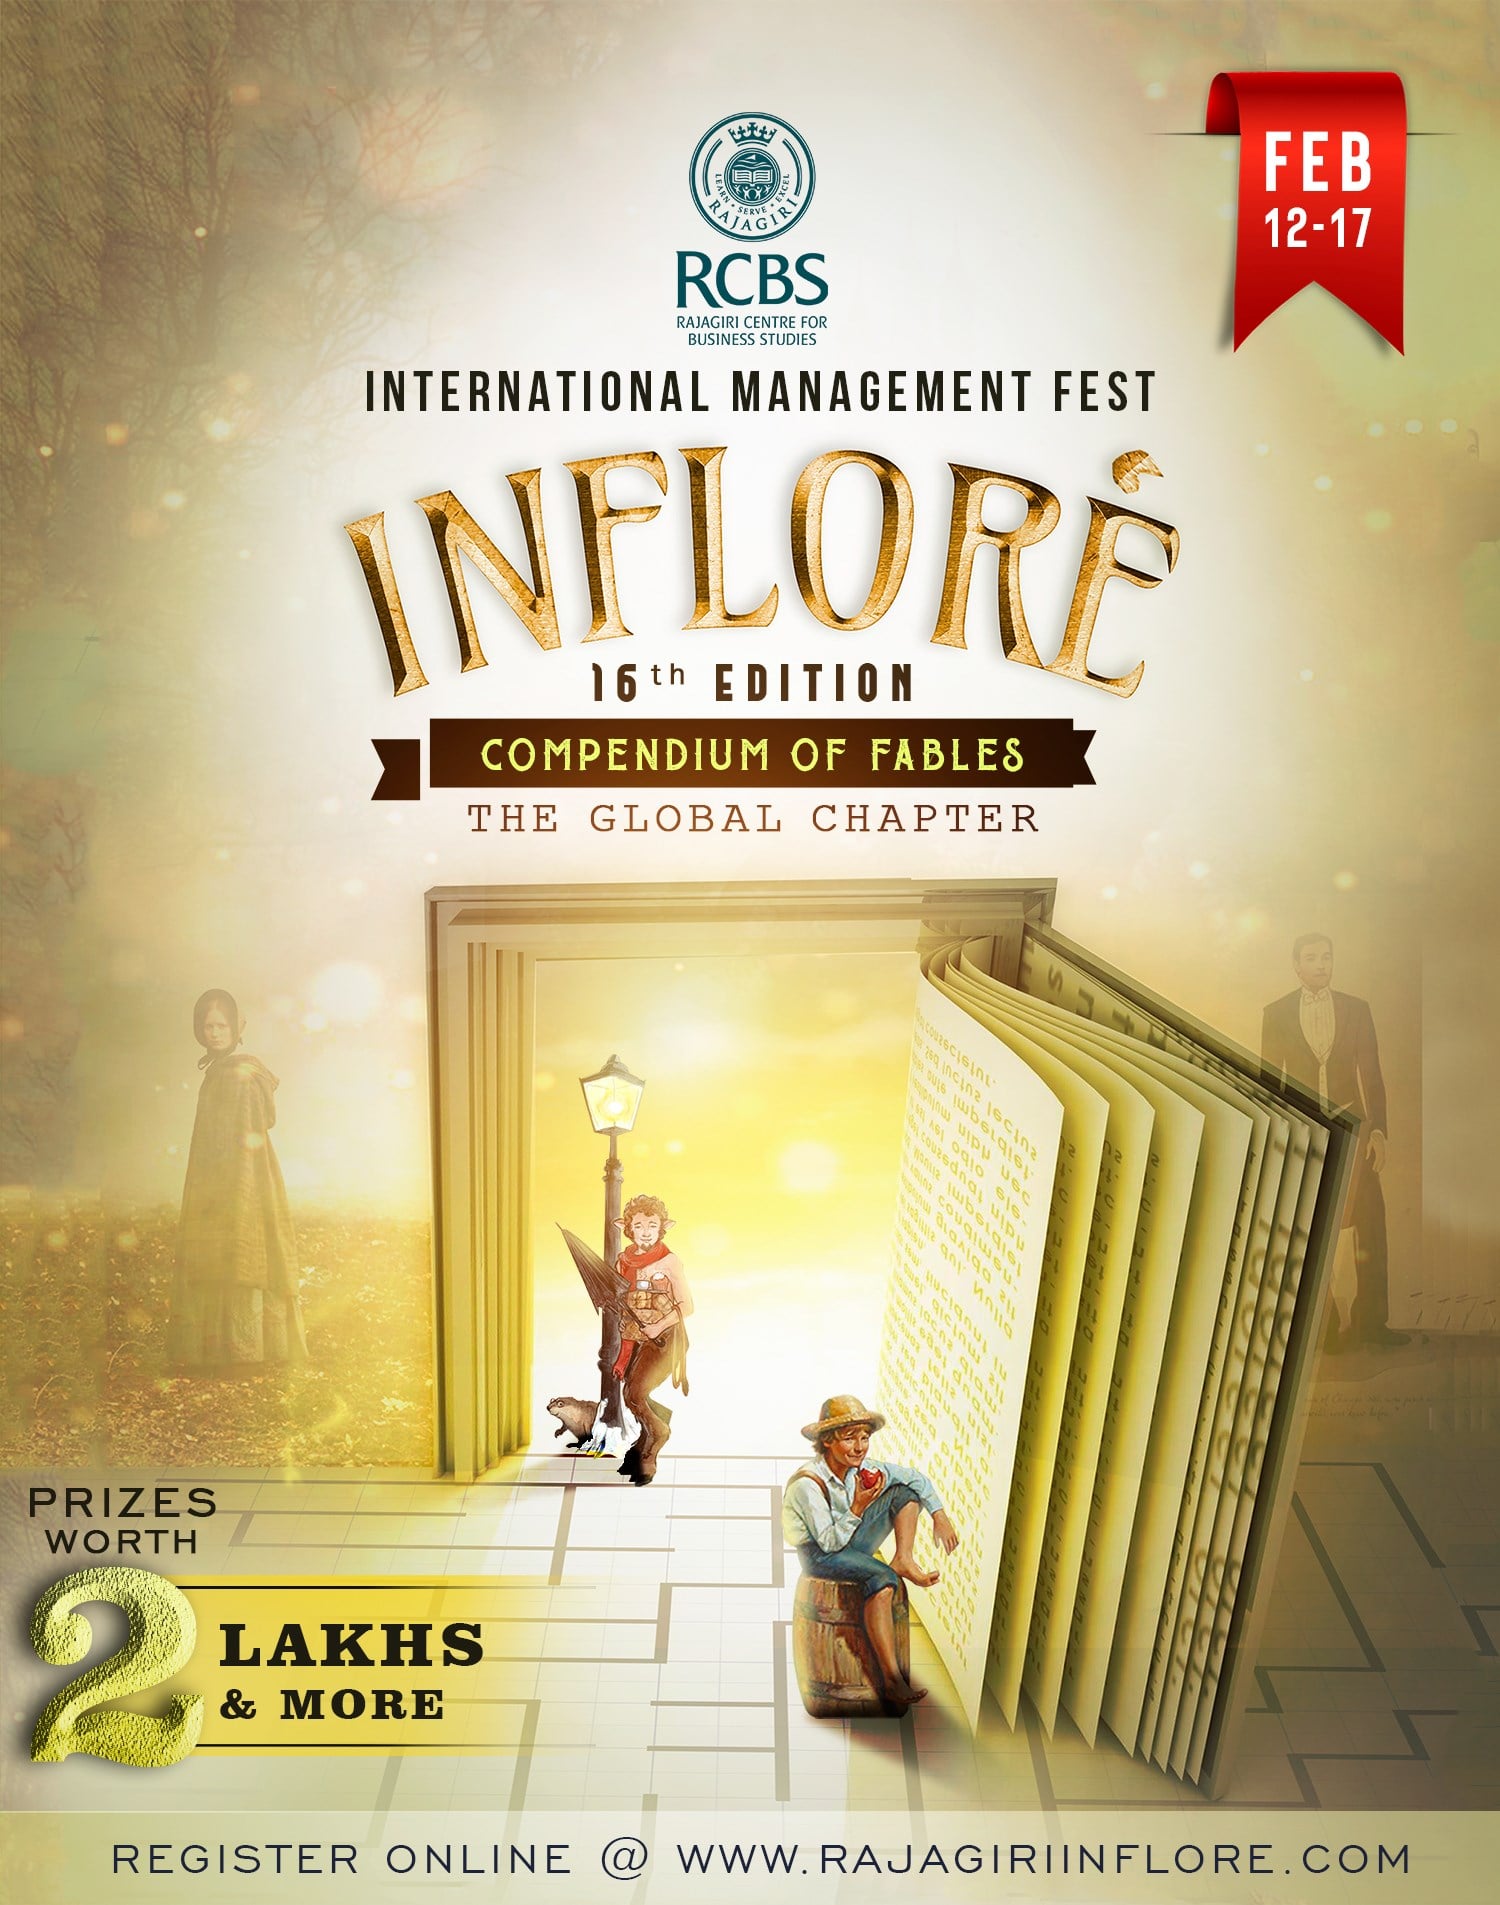 FEB
12-17
LEARN • SERVE • EXCEL
RAJAGIRI
RCBS
RAJAGIRI CENTRE FOR
BUSINESS STUDIES
INTERNATIONAL MANAGEMENT FEST
INFLORÉ
16th EDITION
COMPENDIUM OF FABLES
THE GLOBAL CHAPTER
PRIZES
WORTH
2 LAKHS
& MORE
REGISTER ONLINE @ WWW.RAJAGIRIINFLORE.COM